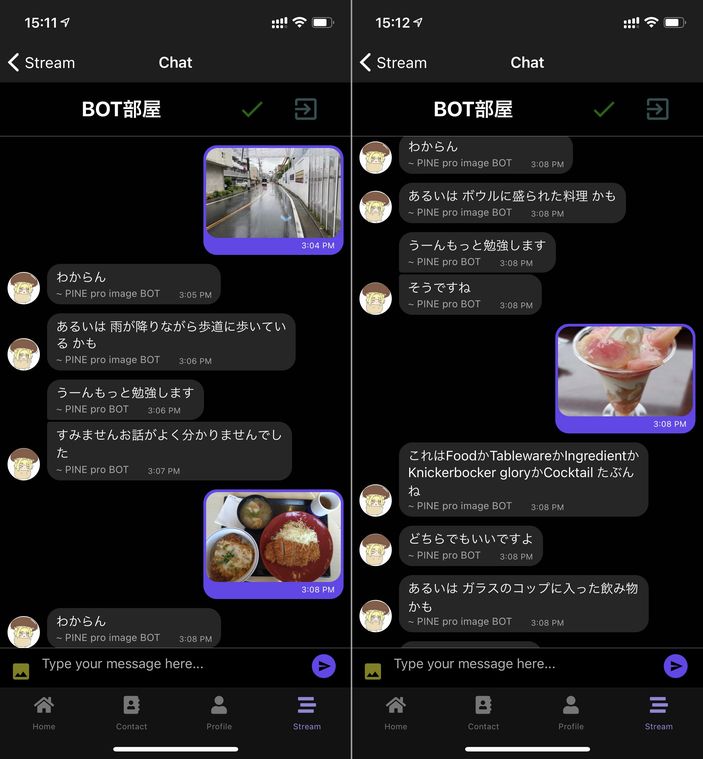 15:11
Stream
Chat
BOT部屋
3:04 PM
わからん
~ PINE pro image BOT 3:05 PM
あるいは 雨が降りながら歩道に歩いてい
る かも
~ PINE pro image BOT 3:06 PM
うーんもっと勉強します
~ PINE pro BOT 3:06 PM
すみませんお話がよく分かりませんでし
た
~ PINE pro BOT 3:07 PM
3:08 PM
わからん
~ PINE pro image BOT 3:08 PM
Type your message here...
Home
Contact
Profile
Stream
15:12
Stream
Chat
BOT部屋
わからん
~ PINE pro image BOT 3:08 PM
あるいは ボウルに盛られた料理 かも
~ PINE pro image BOT 3:08 PM
うーんもっと勉強します
~ PINE pro BOT 3:08 PM
そうですね
~ PINE pro BOT 3:08 PM
3:08 PM
これはFoodかTablewareかIngredientか
Knickerbocker gloryかCocktail たぶん
ね
~ PINE pro image BOT 3:08 PM
どちらでもいいですよ
~ PINE pro BOT 3:08 PM
あるいは ガラスのコップに入った飲み物
かも
~ PINE pro image BOT 3:08 PM
Type your message here...
Home
Contact
Profile
Stream